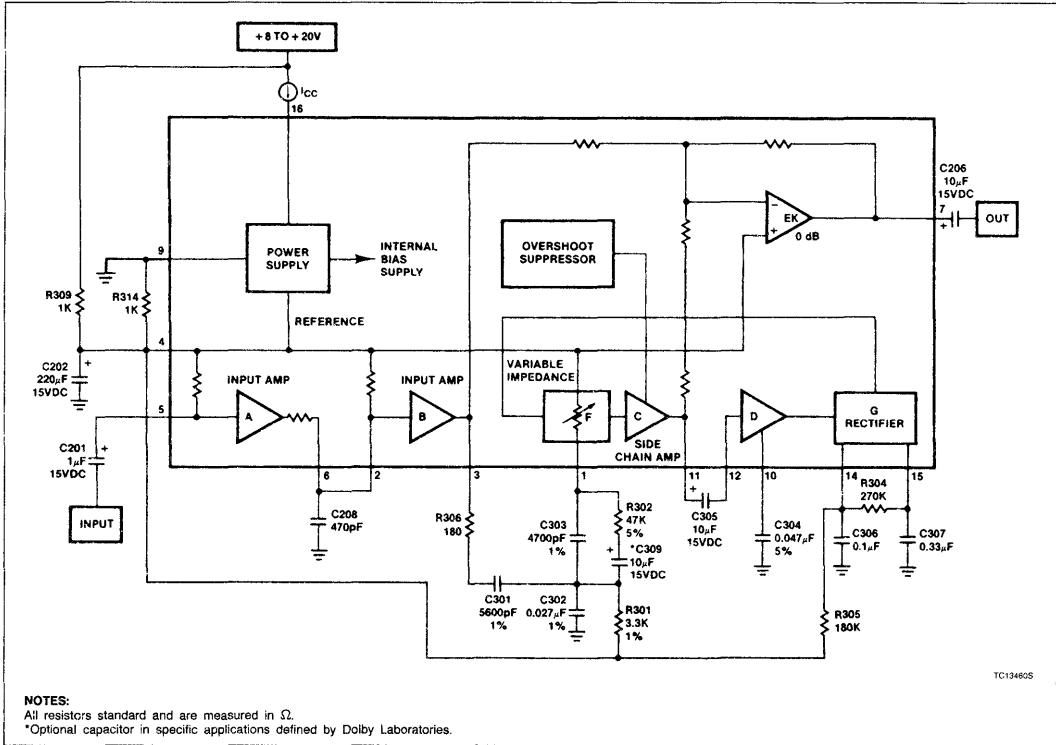 +8 TO +20V
ICC
16
C206
10µF
15VDC
7
+
OUT
−
EK
+
0 dB
OVERSHOOT
SUPPRESSOR
POWER
SUPPLY
INTERNAL
BIAS
SUPPLY
9
R309
1K
R314
1K
REFERENCE
4
VARIABLE
IMPEDANCE
C202
220µF
15VDC
+
INPUT AMP
INPUT AMP
5
A
B
F
C
D
G
RECTIFIER
SIDE
CHAIN AMP
C201
1µF
15VDC
+
INPUT
6
2
3
1
11
12
10
14
15
C208
470pF
R306
180
C303
4700pF
1%
R302
47K
5%
+
*C309
10µF
15VDC
+
C305
10µF
15VDC
C304
0.047µF
5%
R304
270K
C306
0.1µF
C307
0.33µF
C301
5600pF
1%
C302
0.027µF
1%
R301
3.3K
1%
R305
180K
TC13460S
NOTES:
All resistors standard and are measured in Ω.
*Optional capacitor in specific applications defined by Dolby Laboratories.